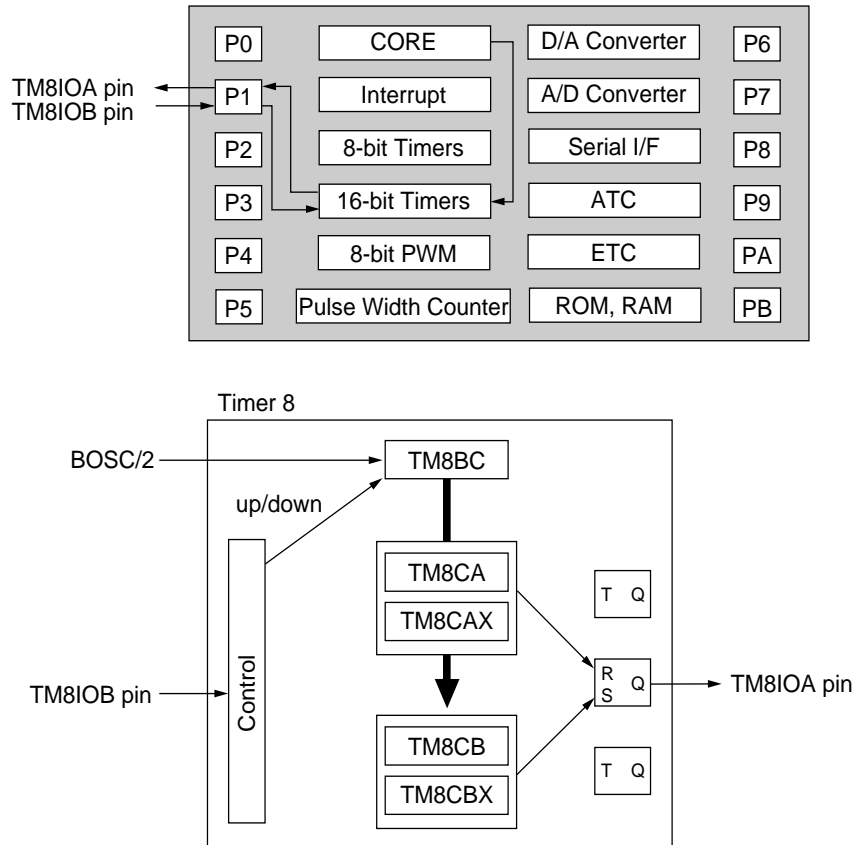 P0 CORE D/A Converter P6
TM8IOA pin
TM8IOB pin
P1 Interrupt A/D Converter P7
P2 8-bit Timers Serial I/F P8
P3 16-bit Timers ATC P9
P4 8-bit PWM ETC PA
P5 Pulse Width Counter ROM, RAM PB
Timer 8
BOSC/2
TM8BC
up/down
TM8CA
TM8CAX
T Q
Control
TM8IOB pin
R
S
Q
TM8IOA pin
TM8CB
TM8CBX
T Q